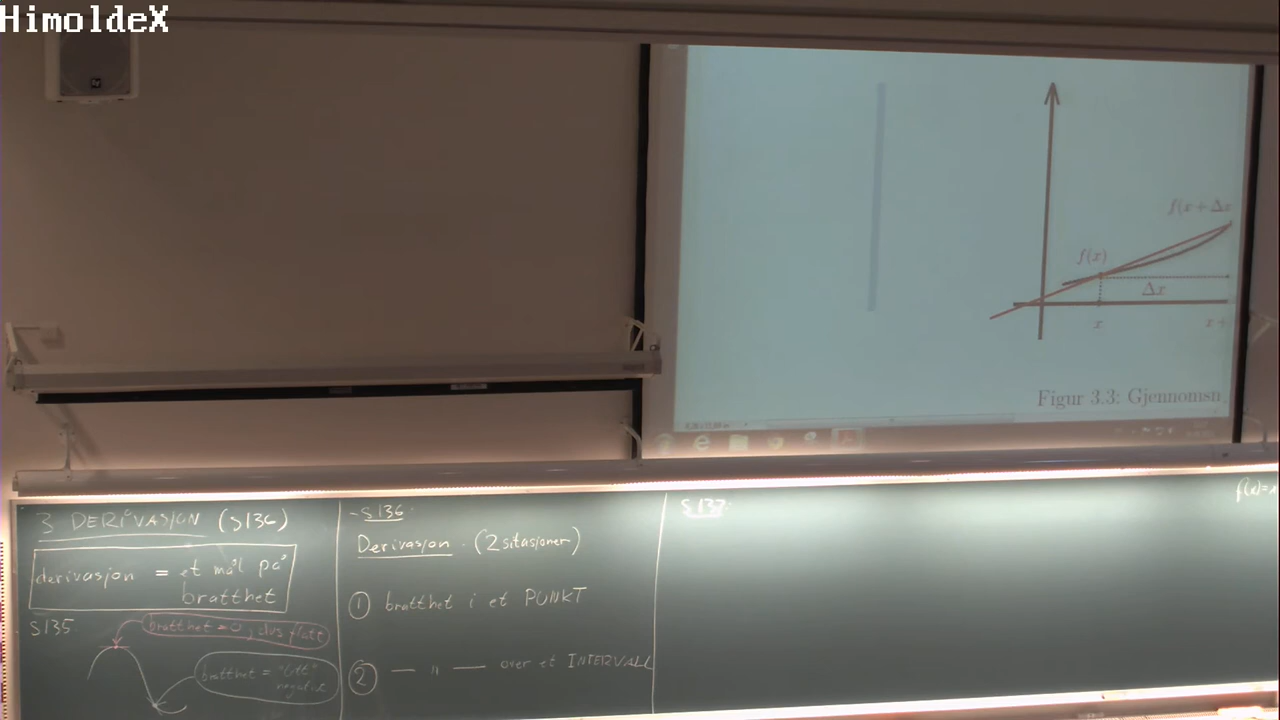 HimoldeX
f(x+Δx
f(x)
Δx
x
x+
Figur 3.3: Gjennomsn
3 DERIVASJON (S136)
derivasjon = et mål på
bratthet
S135
bratthet = 0, dvs flatt
bratthet = "litt"
negativ
S136
Derivasjon (2 sitasjoner)
1 bratthet i et PUNKT
2 — " — over et INTERVALL
S137:
f(x)=